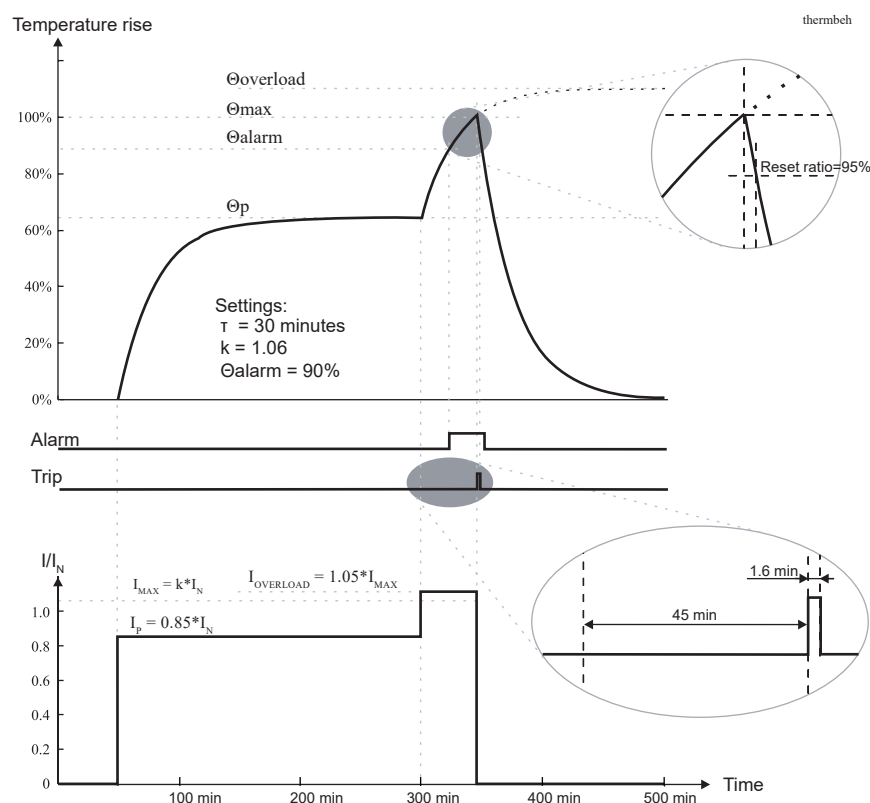 Temperature rise
thermbeh
Θoverload
Θmax
100%
Θalarm
80%
Reset ratio=95%
Θp
60%
40%
Settings:
τ = 30 minutes
20%
k = 1.06
Θalarm = 90%
0%
Alarm
Trip
I/IN
IMAX = k*IN
IOVERLOAD = 1.05*IMAX
1.6 min
1.0
IP = 0.85*IN
45 min
0.8
0.6
0.4
0.2
0
Time
100 min
200 min
300 min
400 min
500 min